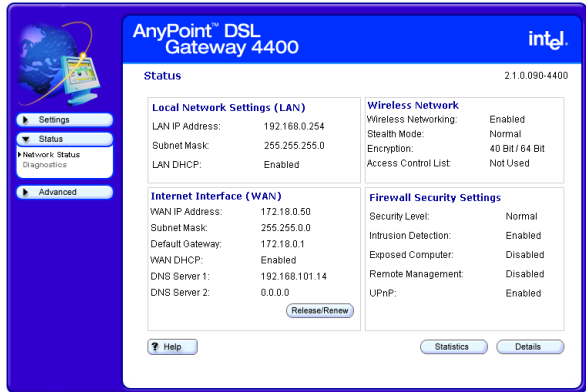 AnyPoint™ DSL
Gateway 4400
intel.
Status
2.1.0.090-4400
Settings
Status
Network Status
Diagnostics
Advanced
Local Network Settings (LAN)
LAN IP Address: 192.168.0.254
Subnet Mask: 255.255.255.0
LAN DHCP: Enabled
Wireless Network
Wireless Networking: Enabled
Stealth Mode: Normal
Encryption: 40 Bit / 64 Bit
Access Control List: Not Used
Internet Interface (WAN)
WAN IP Address: 172.18.0.50
Subnet Mask: 255.255.0.0
Default Gateway: 172.18.0.1
WAN DHCP: Enabled
DNS Server 1: 192.168.101.14
DNS Server 2: 0.0.0.0
Release/Renew
Firewall Security Settings
Security Level: Normal
Intrusion Detection: Enabled
Exposed Computer: Disabled
Remote Management: Disabled
UPnP: Enabled
? Help
Statistics
Details